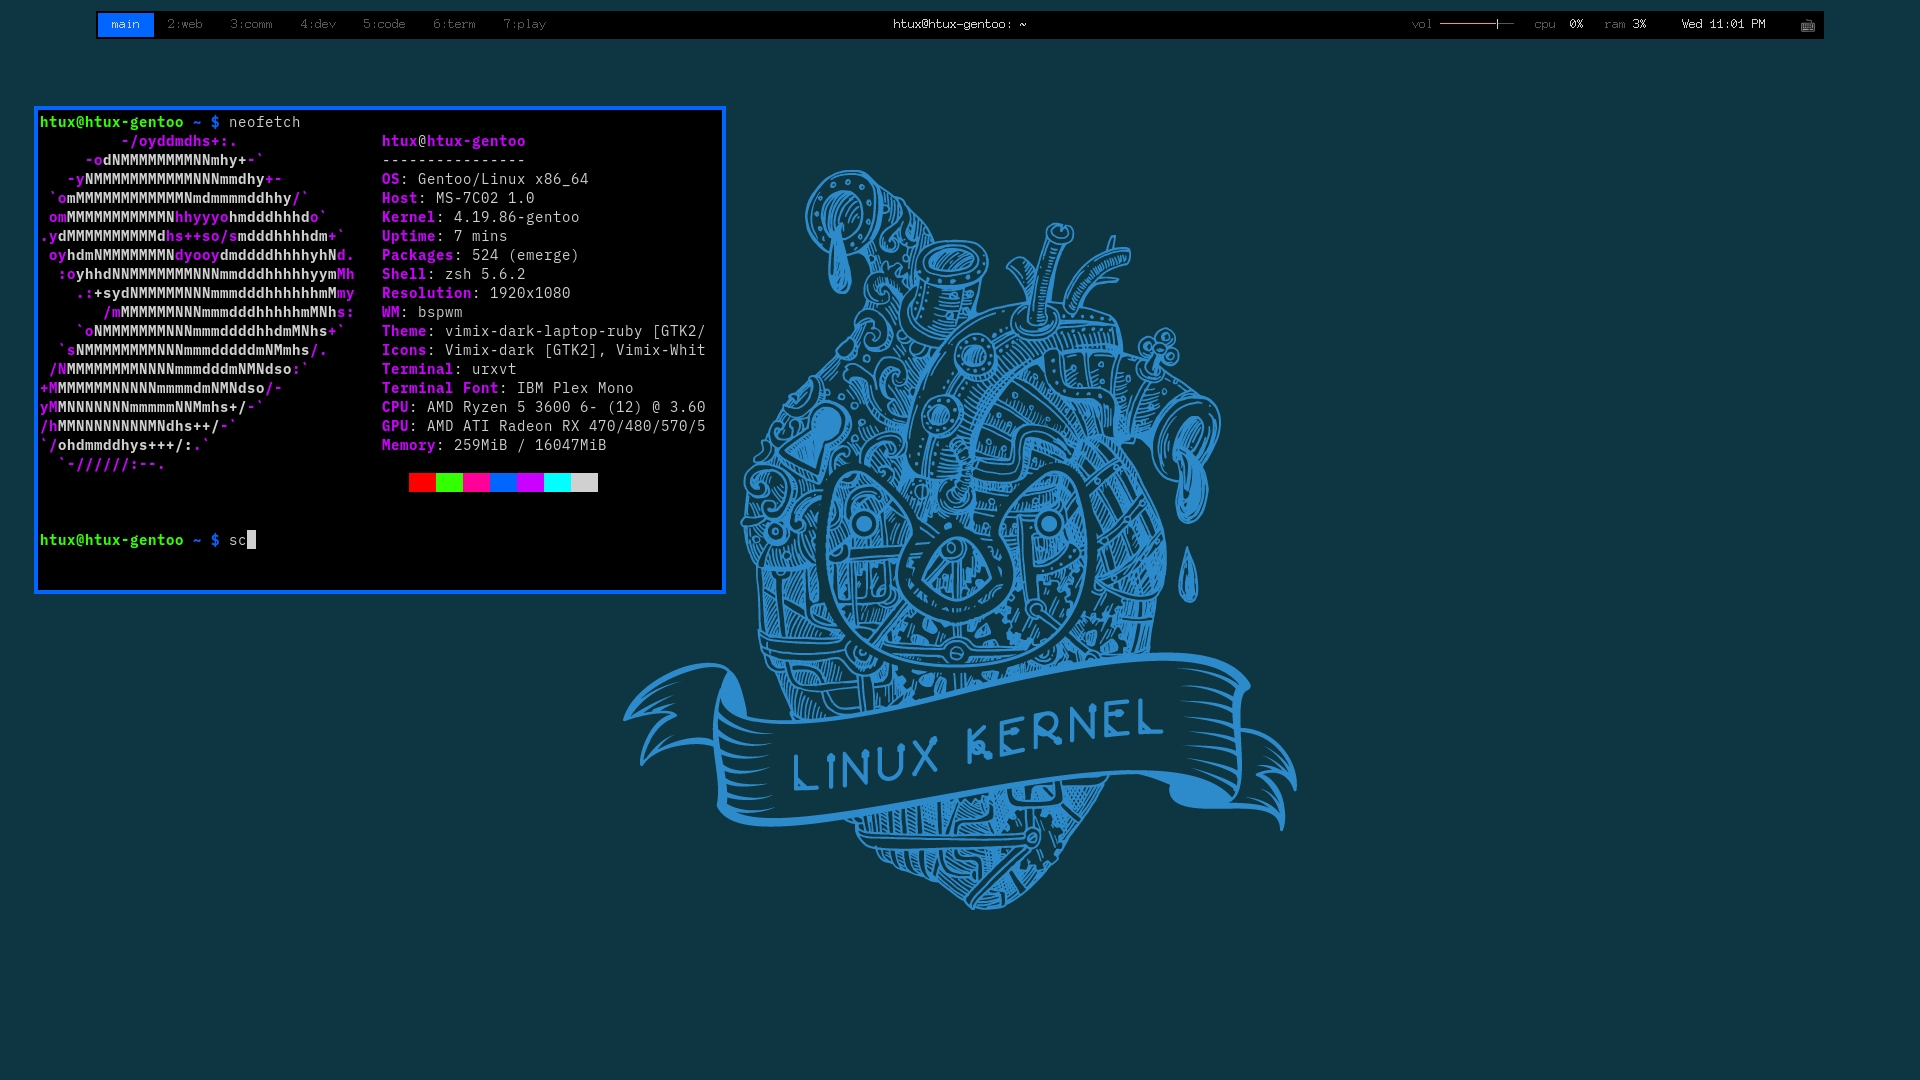 main 2:web 3:comm 4:dev 5:code 6:term 7:play htux@htux-gentoo: ~ vol cpu 0% ram 3% Wed 11:01 PM
htux@htux-gentoo ~ $ neofetch
-/oyddmdhs+:. htux@htux-gentoo
-odNMMMMMMMMNNmhy+-` ----------------
-yNMMMMMMMMMMMNNNmmdhy+- OS: Gentoo/Linux x86_64
`omMMMMMMMMMMMMNmdmmmmddhhy/` Host: MS-7C02 1.0
omMMMMMMMMMMMNhhyyyohmdddhhhdo` Kernel: 4.19.86-gentoo
.ydMMMMMMMMMMdhs++so/smdddhhhhdm+` Uptime: 7 mins
oyhdmNMMMMMMMNdyooydmddddhhhhyhNd. Packages: 524 (emerge)
:oyhhdNNMMMMMMMNNNmmdddhhhhhyymMh Shell: zsh 5.6.2
.:+sydNMMMMMNNNmmmdddhhhhhhmMmy Resolution: 1920x1080
/mMMMMMMNNNmmmdddhhhhhmMNhs: WM: bspwm
`oNMMMMMMMNNNmmmddddhhdmMNhs+` Theme: vimix-dark-laptop-ruby [GTK2/
`sNMMMMMMMMNNNmmmdddddmNMmhs/. Icons: Vimix-dark [GTK2], Vimix-Whit
/NMMMMMMMMNNNNmmmdddmNMNdso:` Terminal: urxvt
+MMMMMMMNNNNNmmmmdmNMNdso/- Terminal Font: IBM Plex Mono
yMMNNNNNNNmmmmmNNMmhs+/-` CPU: AMD Ryzen 5 3600 6- (12) @ 3.60
/hMMNNNNNNNNMNdhs++/-` GPU: AMD ATI Radeon RX 470/480/570/5
`/ohdmmddhys+++/:.` Memory: 259MiB / 16047MiB
`-//////:--.
htux@htux-gentoo ~ $ sc
LINUX KERNEL